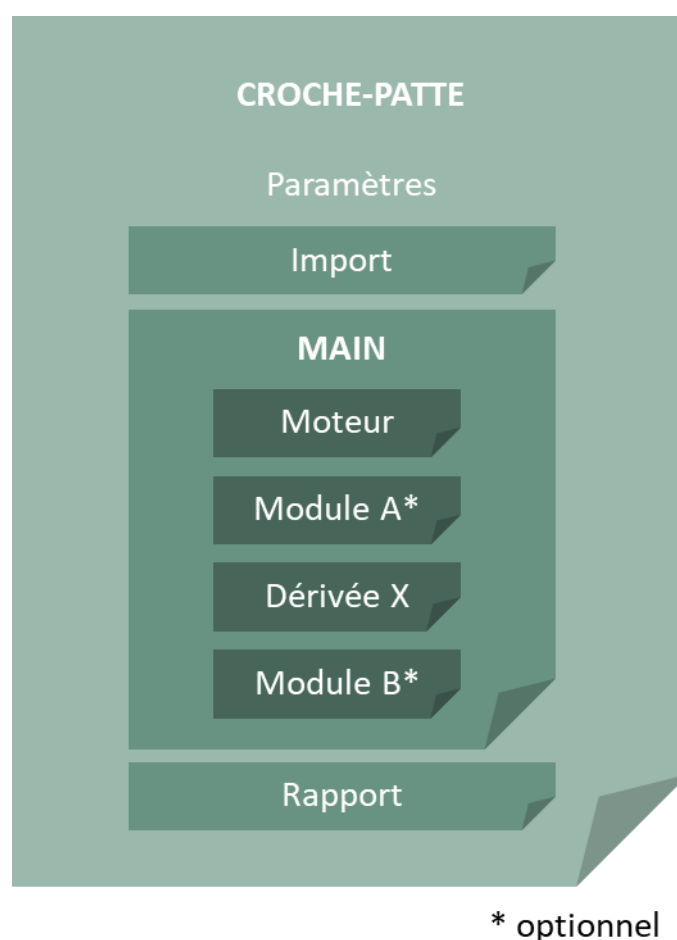 CROCHE-PATTE
Paramètres
Import
MAIN
Moteur
Module A*
Dérivée X
Module B*
Rapport
* optionnel